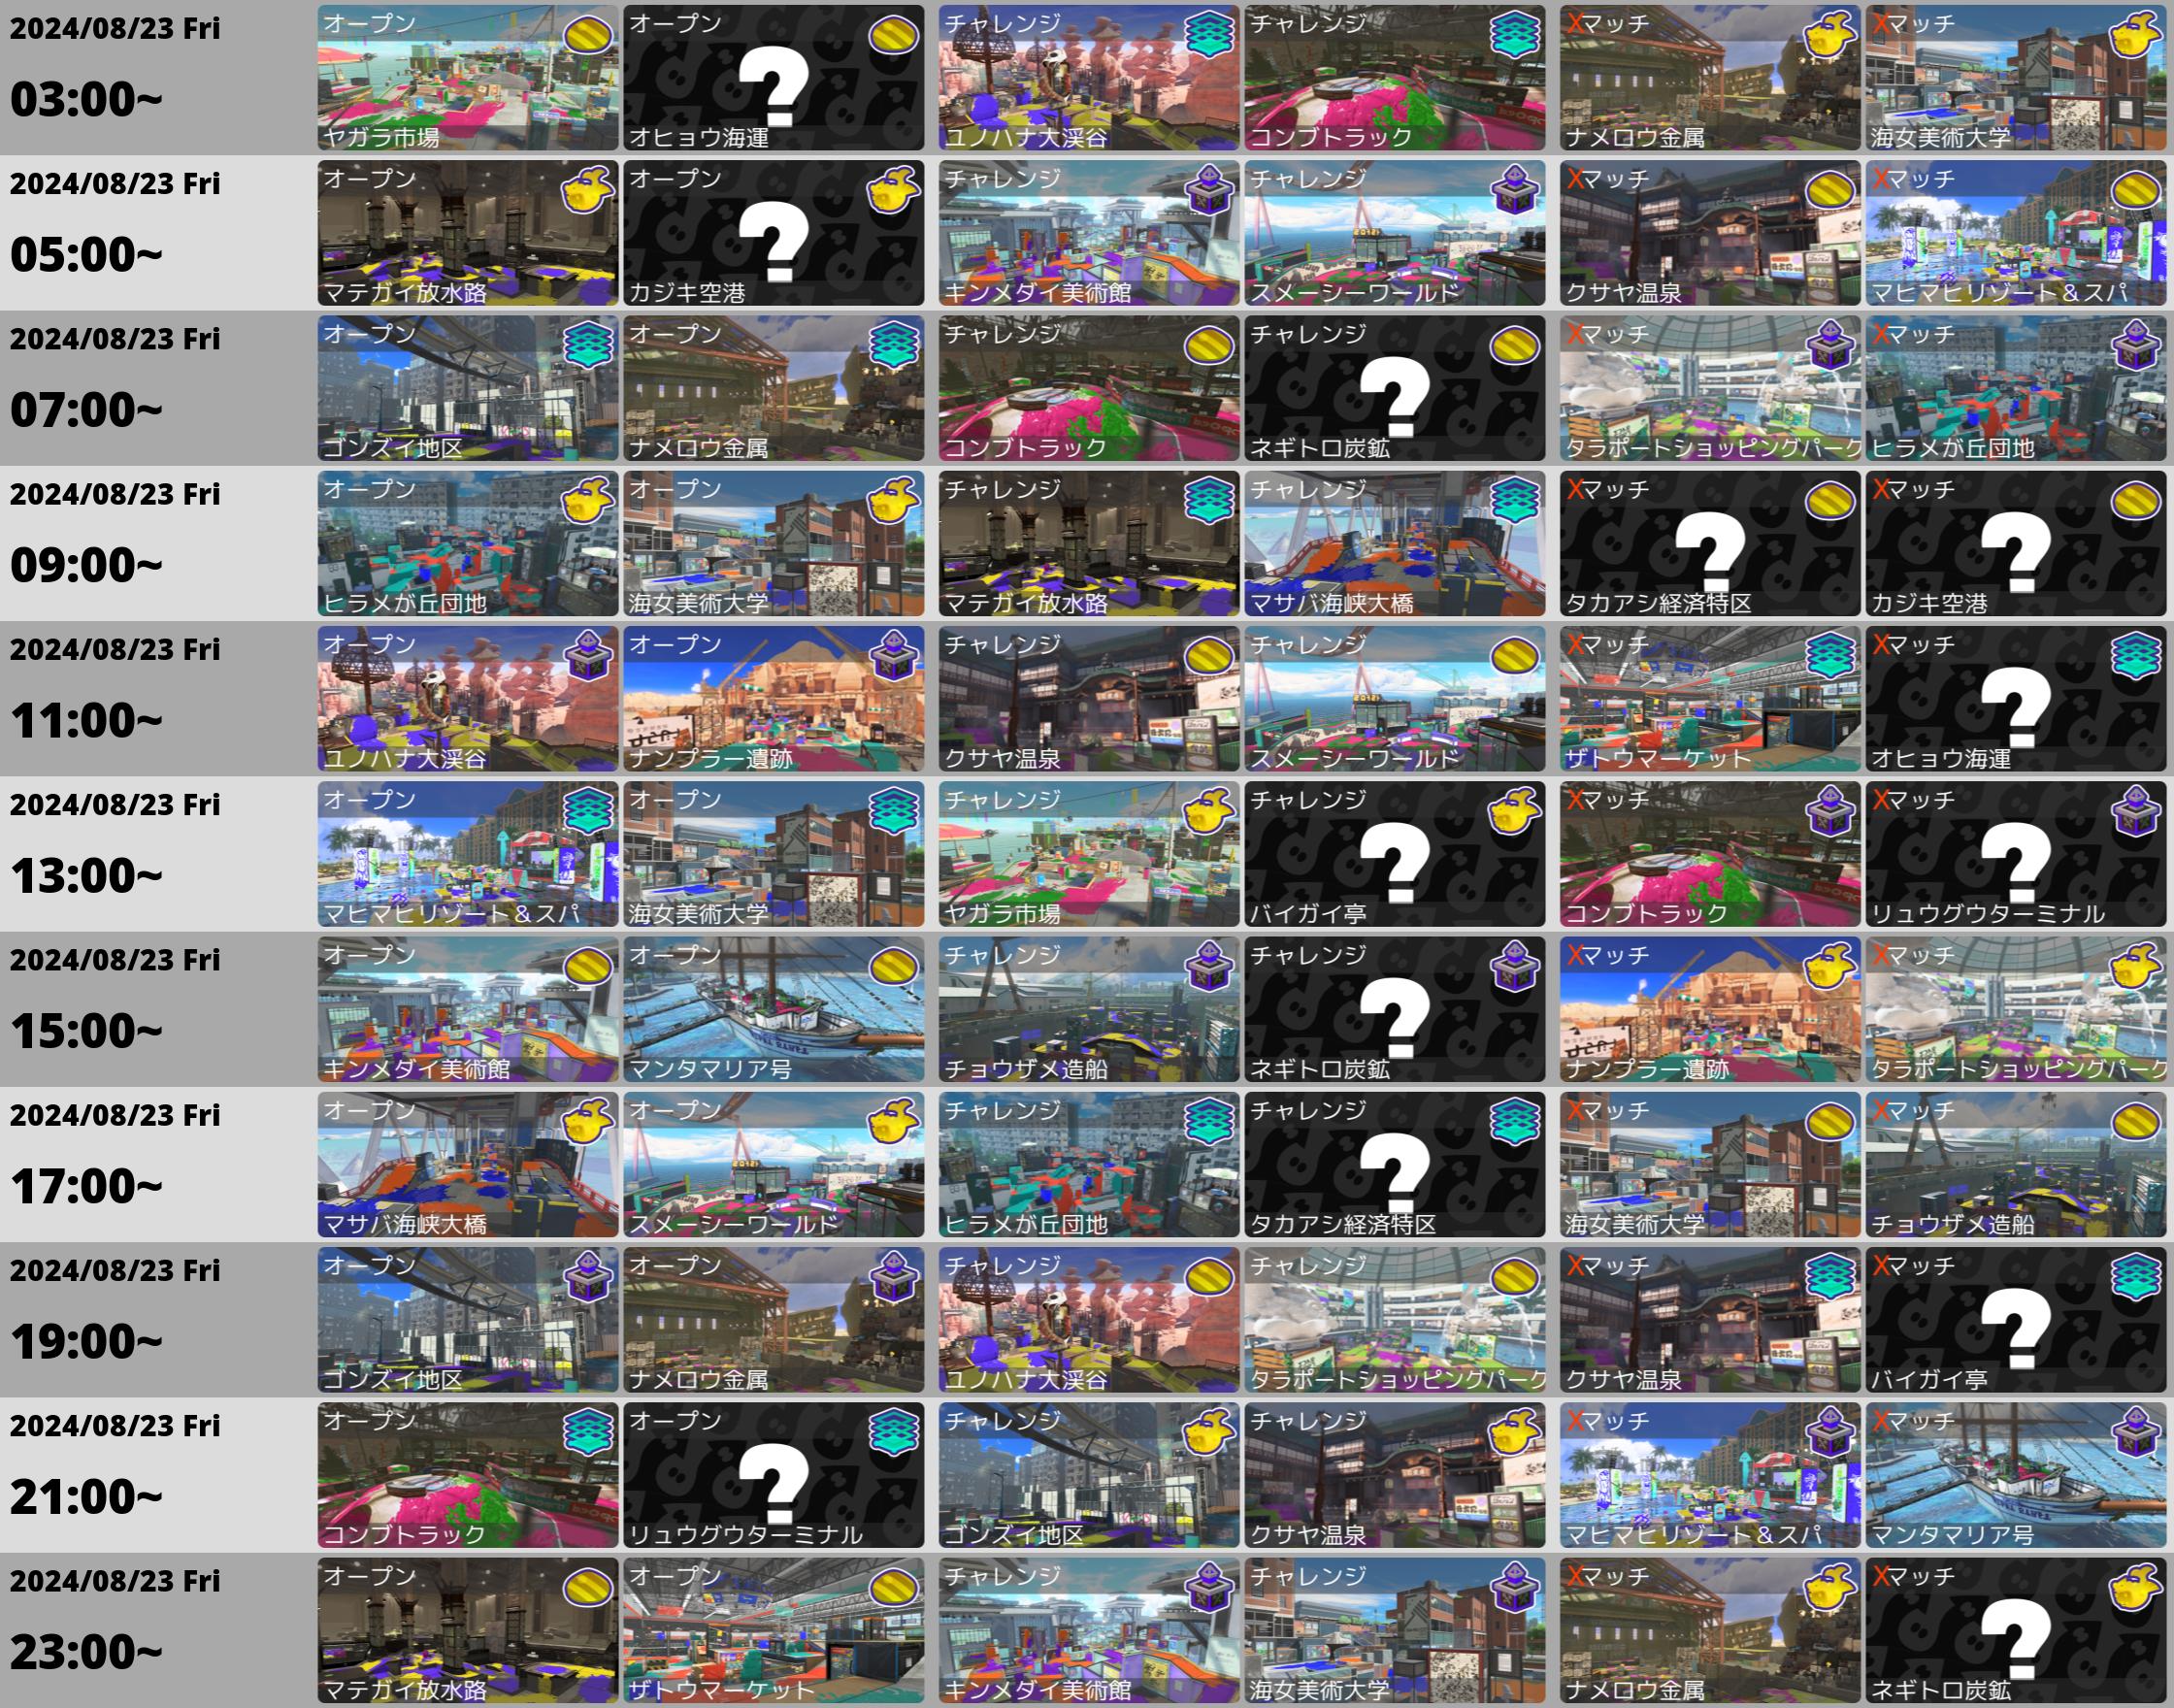 2024/08/23 Fri
03:00~
オープン
ヤガラ市場
オープン
オヒョウ海運
チャレンジ
ユノハナ大渓谷
チャレンジ
コンブトラック
Xマッチ
ナメロウ金属
Xマッチ
海女美術大学
2024/08/23 Fri
05:00~
オープン
マテガイ放水路
オープン
カジキ空港
チャレンジ
キンメダイ美術館
チャレンジ
スメーシーワールド
Xマッチ
クサヤ温泉
Xマッチ
マヒマヒリゾート＆スパ
2024/08/23 Fri
07:00~
オープン
ゴンズイ地区
オープン
ナメロウ金属
チャレンジ
コンブトラック
チャレンジ
ネギトロ炭鉱
Xマッチ
タラポートショッピングパーク
Xマッチ
ヒラメが丘団地
2024/08/23 Fri
09:00~
オープン
ヒラメが丘団地
オープン
海女美術大学
チャレンジ
マテガイ放水路
チャレンジ
マサバ海峡大橋
Xマッチ
タカアシ経済特区
Xマッチ
カジキ空港
2024/08/23 Fri
11:00~
オープン
ユノハナ大渓谷
オープン
ナンプラー遺跡
チャレンジ
クサヤ温泉
チャレンジ
スメーシーワールド
Xマッチ
ザトウマーケット
Xマッチ
オヒョウ海運
2024/08/23 Fri
13:00~
オープン
マヒマヒリゾート＆スパ
オープン
海女美術大学
チャレンジ
ヤガラ市場
チャレンジ
バイガイ亭
Xマッチ
コンブトラック
Xマッチ
リュウグウターミナル
2024/08/23 Fri
15:00~
オープン
キンメダイ美術館
オープン
マンタマリア号
チャレンジ
チョウザメ造船
チャレンジ
ネギトロ炭鉱
Xマッチ
ナンプラー遺跡
Xマッチ
タラポートショッピングパーク
2024/08/23 Fri
17:00~
オープン
マサバ海峡大橋
オープン
スメーシーワールド
チャレンジ
ヒラメが丘団地
チャレンジ
タカアシ経済特区
Xマッチ
海女美術大学
Xマッチ
チョウザメ造船
2024/08/23 Fri
19:00~
オープン
ゴンズイ地区
オープン
ナメロウ金属
チャレンジ
ユノハナ大渓谷
チャレンジ
タラポートショッピングパーク
Xマッチ
クサヤ温泉
Xマッチ
バイガイ亭
2024/08/23 Fri
21:00~
オープン
コンブトラック
オープン
リュウグウターミナル
チャレンジ
ゴンズイ地区
チャレンジ
クサヤ温泉
Xマッチ
マヒマヒリゾート＆スパ
Xマッチ
マンタマリア号
2024/08/23 Fri
23:00~
オープン
マテガイ放水路
オープン
ザトウマーケット
チャレンジ
キンメダイ美術館
チャレンジ
海女美術大学
Xマッチ
ナメロウ金属
Xマッチ
ネギトロ炭鉱